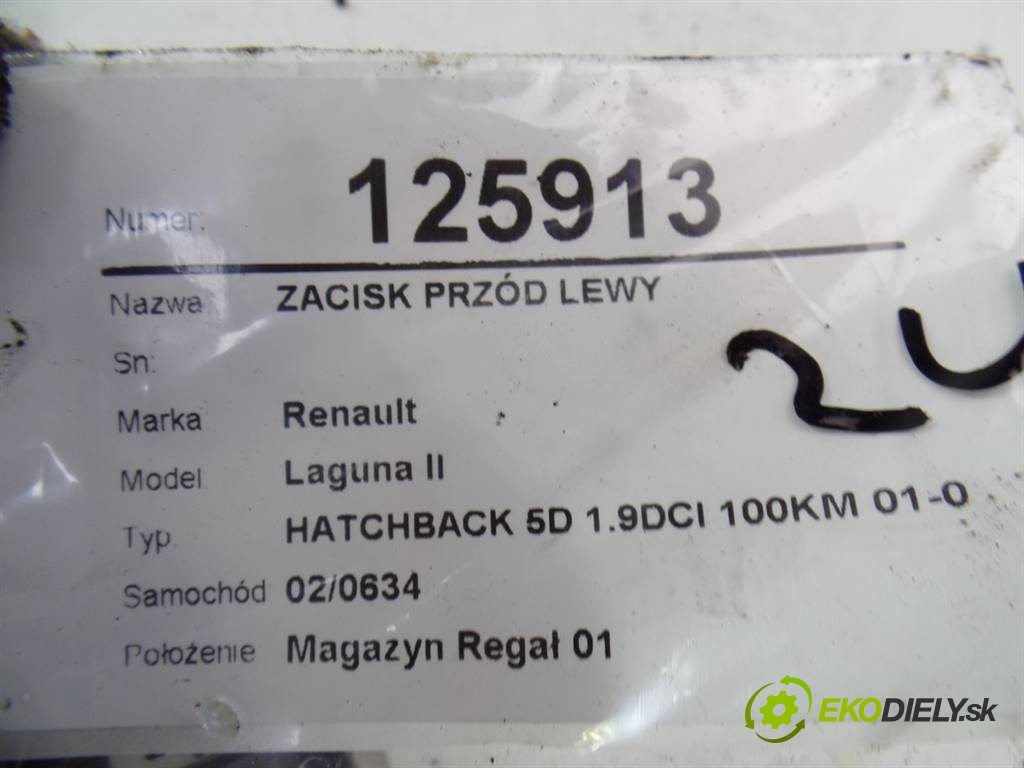 Numer: 125913
Nazwa ZACISK PRZÓD LEWY
Sn:
Marka Renault
Model Laguna II
Typ HATCHBACK 5D 1.9DCI 100KM 01-0
Samochód 02/0634
Położenie Magazyn Regał 01
EKODIELY.sk